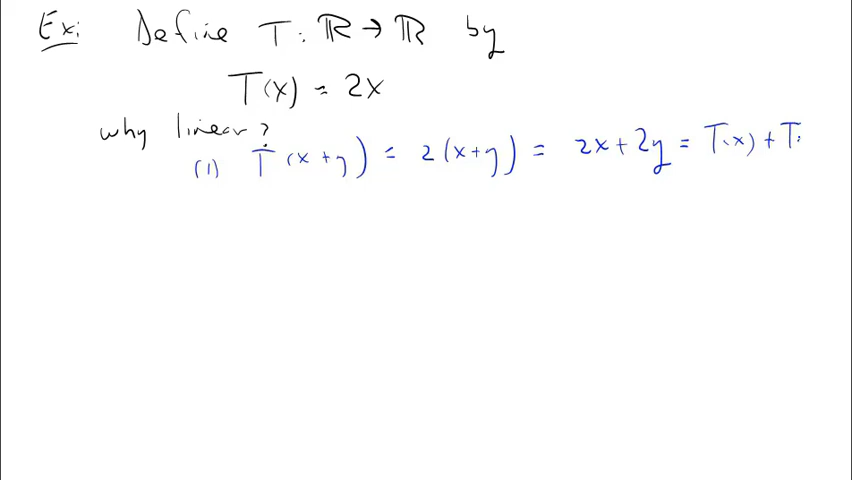 Ex: Define T: ℝ → ℝ by
T(x) = 2x
why linear?
(1) T(x+y) = 2(x+y) = 2x+2y = T(x) + T